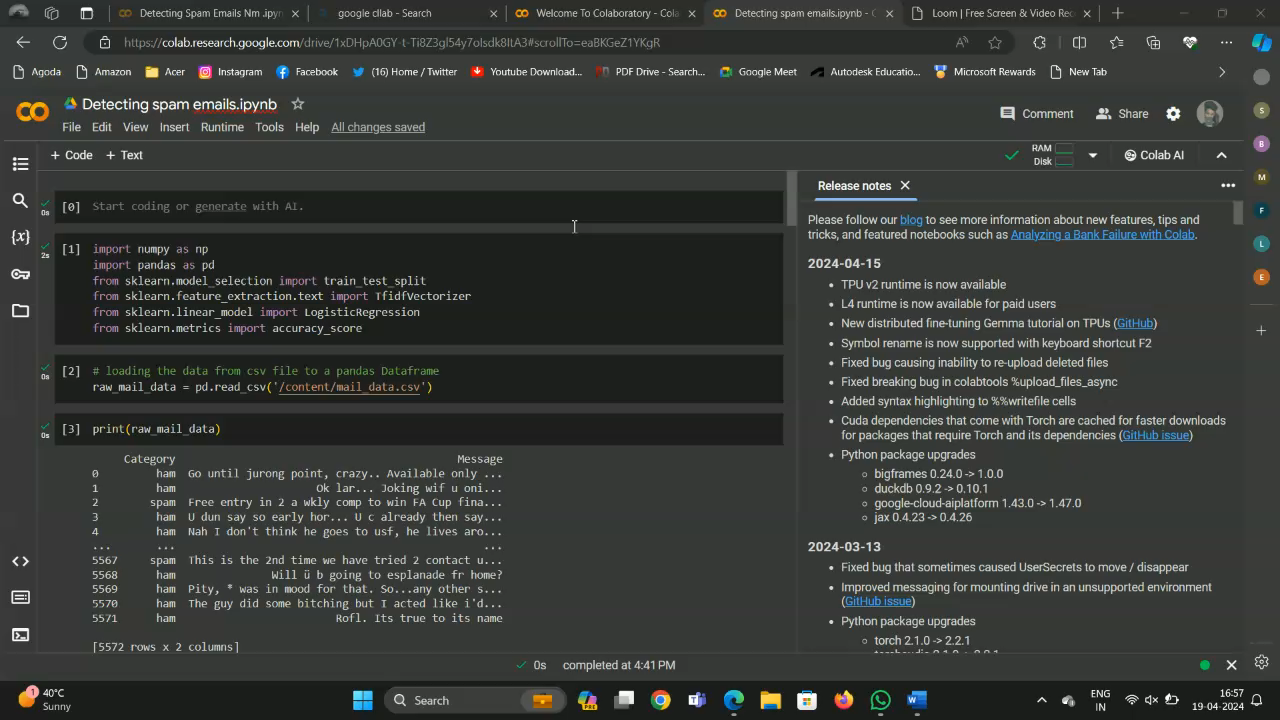 Detecting Spam Emails Nm .ipynb
google cllab - Search
Welcome To Colaboratory - Cola
Detecting spam emails.ipynb - C
Loom | Free Screen & Video Rec
https://colab.research.google.com/drive/1xDHpA0GY-t-Ti8Z3gl54y7olsdk8ItA3#scrollTo=eaBKGeZ1YKgR
Agoda
Amazon
Acer
Instagram
Facebook
(16) Home / Twitter
Youtube Download...
PDF Drive - Search...
Google Meet
Autodesk Educatio...
Microsoft Rewards
New Tab
Detecting spam emails.ipynb
Comment
Share
File Edit View Insert Runtime Tools Help All changes saved
+ Code + Text
RAM
Disk
Colab AI
[0] Start coding or generate with AI.
0s
[1] import numpy as np
2s
import pandas as pd
from sklearn.model_selection import train_test_split
from sklearn.feature_extraction.text import TfidfVectorizer
from sklearn.linear_model import LogisticRegression
from sklearn.metrics import accuracy_score
[2] # loading the data from csv file to a pandas Dataframe
0s
raw_mail_data = pd.read_csv('/content/mail_data.csv')
[3] print(raw_mail_data)
0s
Category Message
0 ham Go until jurong point, crazy.. Available only ...
1 ham Ok lar... Joking wif u oni...
2 spam Free entry in 2 a wkly comp to win FA Cup fina...
3 ham U dun say so early hor... U c already then say...
4 ham Nah I don't think he goes to usf, he lives aro...
... ... ...
5567 spam This is the 2nd time we have tried 2 contact u...
5568 ham Will ü b going to esplanade fr home?
5569 ham Pity, * was in mood for that. So...any other s...
5570 ham The guy did some bitching but I acted like i'd...
5571 ham Rofl. Its true to its name
[5572 rows x 2 columns]
Release notes
Please follow our blog to see more information about new features, tips and
tricks, and featured notebooks such as Analyzing a Bank Failure with Colab.
2024-04-15
TPU v2 runtime is now available
L4 runtime is now available for paid users
New distributed fine-tuning Gemma tutorial on TPUs (GitHub)
Symbol rename is now supported with keyboard shortcut F2
Fixed bug causing inability to re-upload deleted files
Fixed breaking bug in colabtools %upload_files_async
Added syntax highlighting to %%writefile cells
Cuda dependencies that come with Torch are cached for faster downloads
for packages that require Torch and its dependencies (GitHub issue)
Python package upgrades
bigframes 0.24.0 -> 1.0.0
duckdb 0.9.2 -> 0.10.1
google-cloud-aiplatform 1.43.0 -> 1.47.0
jax 0.4.23 -> 0.4.26
2024-03-13
Fixed bug that sometimes caused UserSecrets to move / disappear
Improved messaging for mounting drive in an unsupported environment
(GitHub issue)
Python package upgrades
torch 2.1.0 -> 2.2.1
0s completed at 4:41 PM
S
B
M
F
L
E
1
40°C
Sunny
Search
PRE
ENG
IN
16:57
19-04-2024